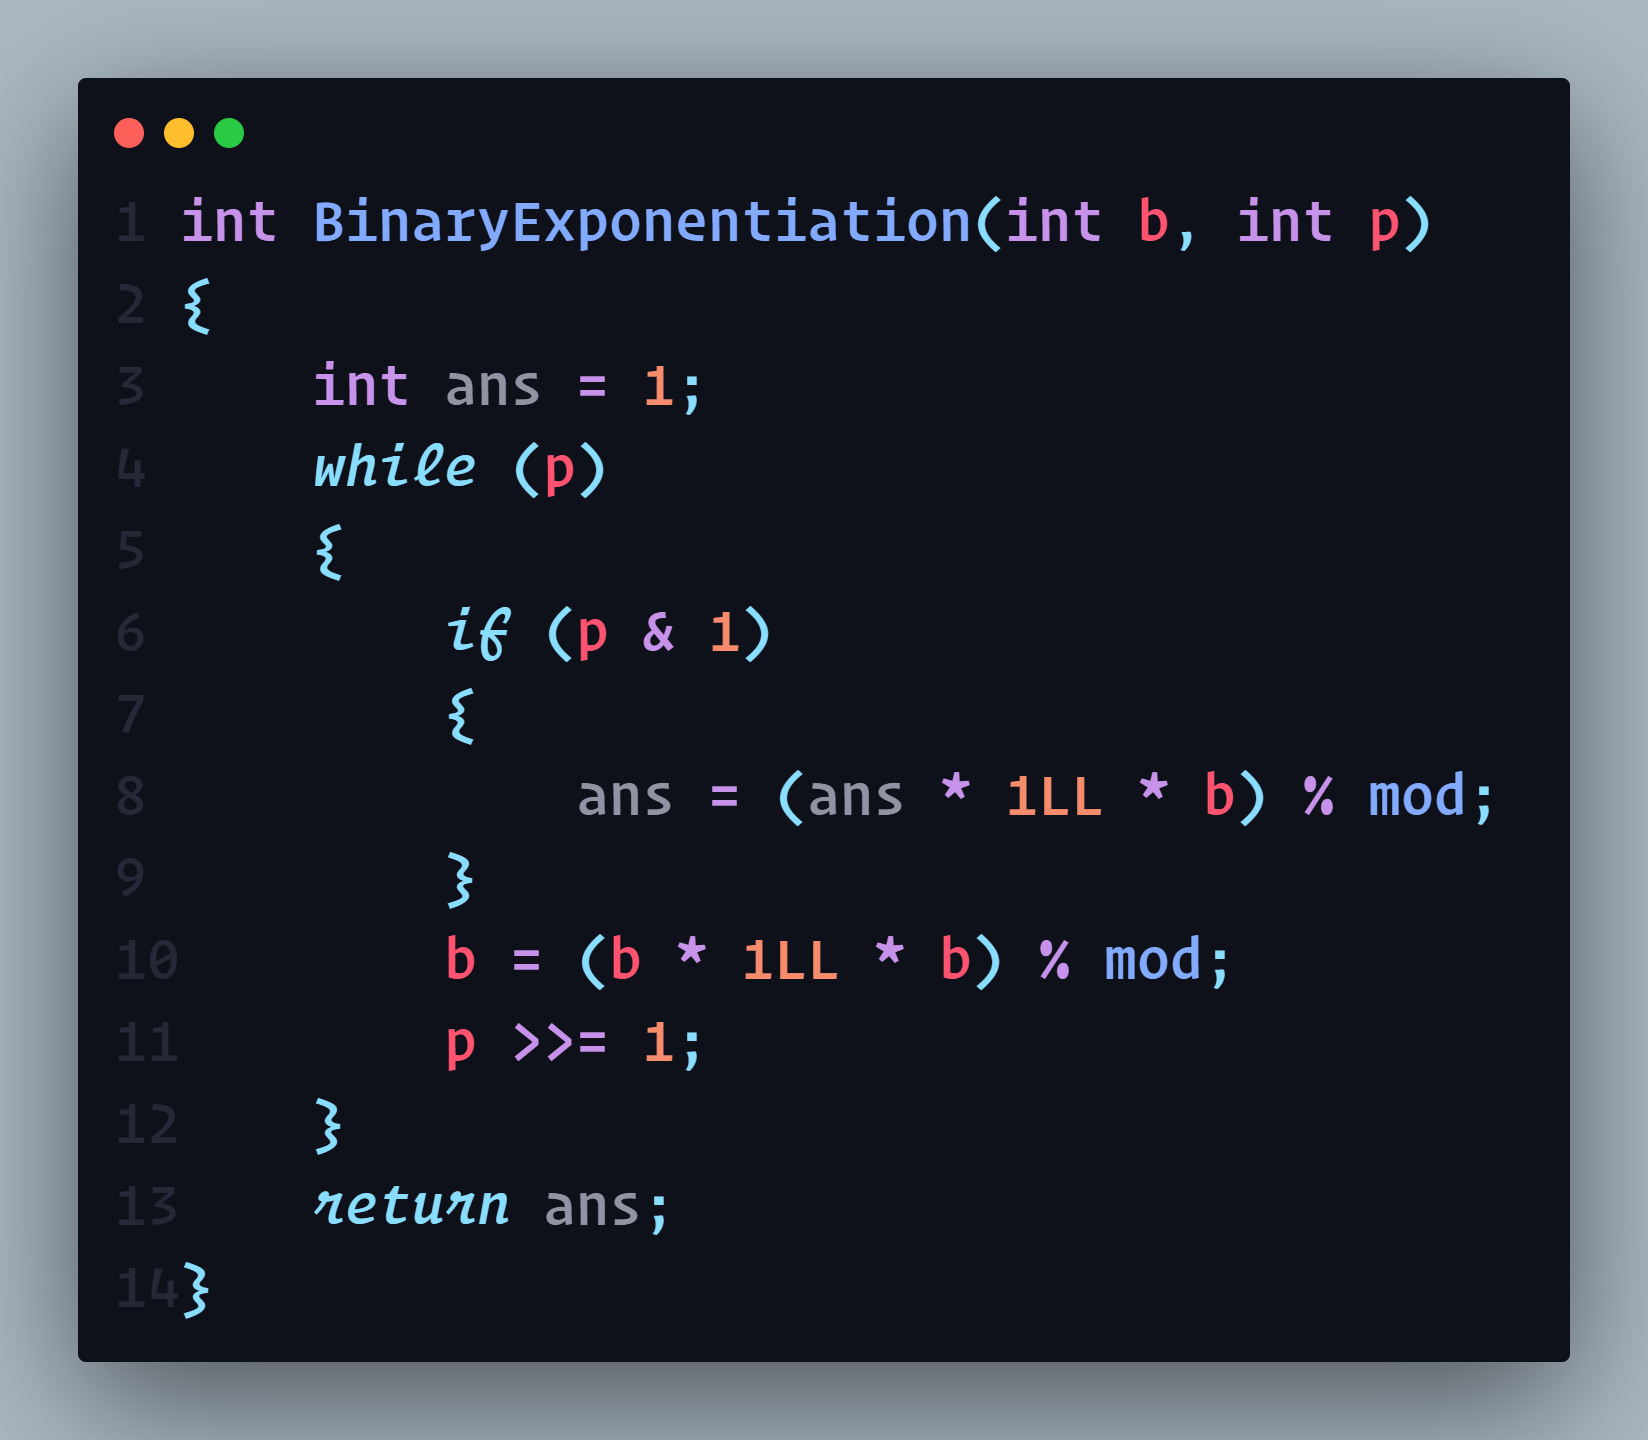 1 int BinaryExponentiation(int b, int p)
2 {
3     int ans = 1;
4     while (p)
5     {
6         if (p & 1)
7         {
8             ans = (ans * 1LL * b) % mod;
9         }
10        b = (b * 1LL * b) % mod;
11        p >>= 1;
12    }
13    return ans;
14}